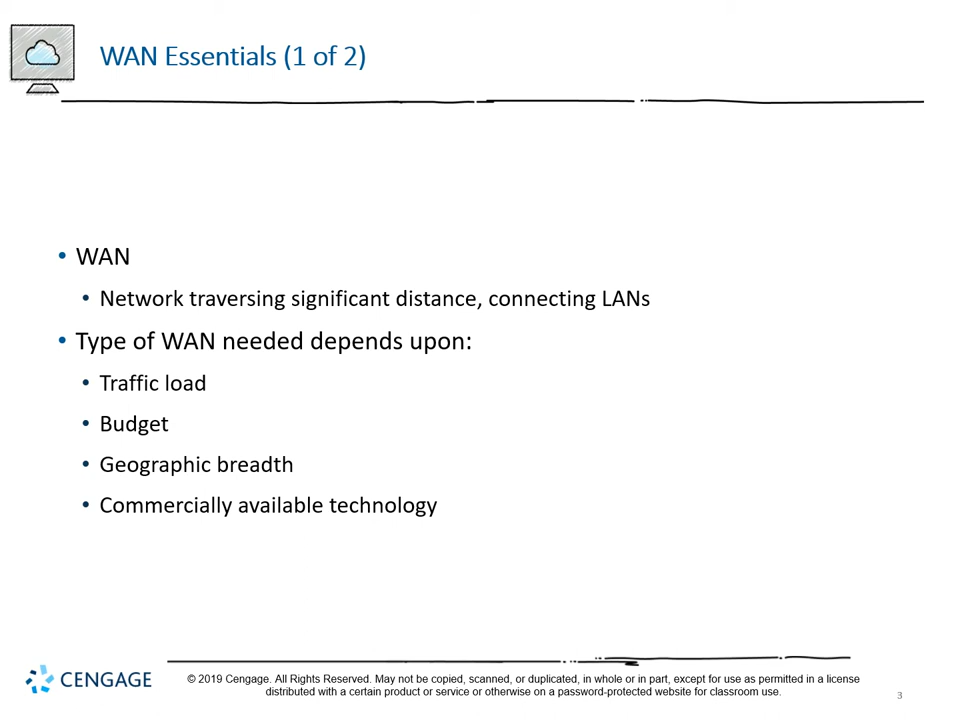 WAN Essentials (1 of 2)
• WAN
• Network traversing significant distance, connecting LANs
• Type of WAN needed depends upon:
• Traffic load
• Budget
• Geographic breadth
• Commercially available technology
CENGAGE
© 2019 Cengage. All Rights Reserved. May not be copied, scanned, or duplicated, in whole or in part, except for use as permitted in a license
distributed with a certain product or service or otherwise on a password-protected website for classroom use.
3